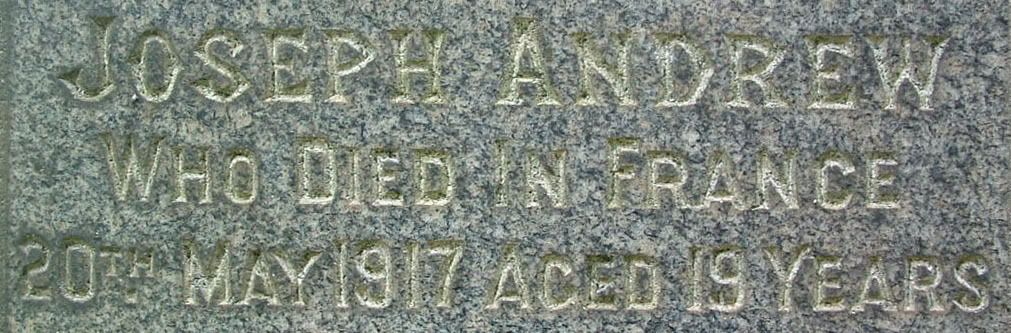 JOSEPH ANDREW
WHO DIED IN FRANCE
20TH MAY 1917 AGED 19 YEARS